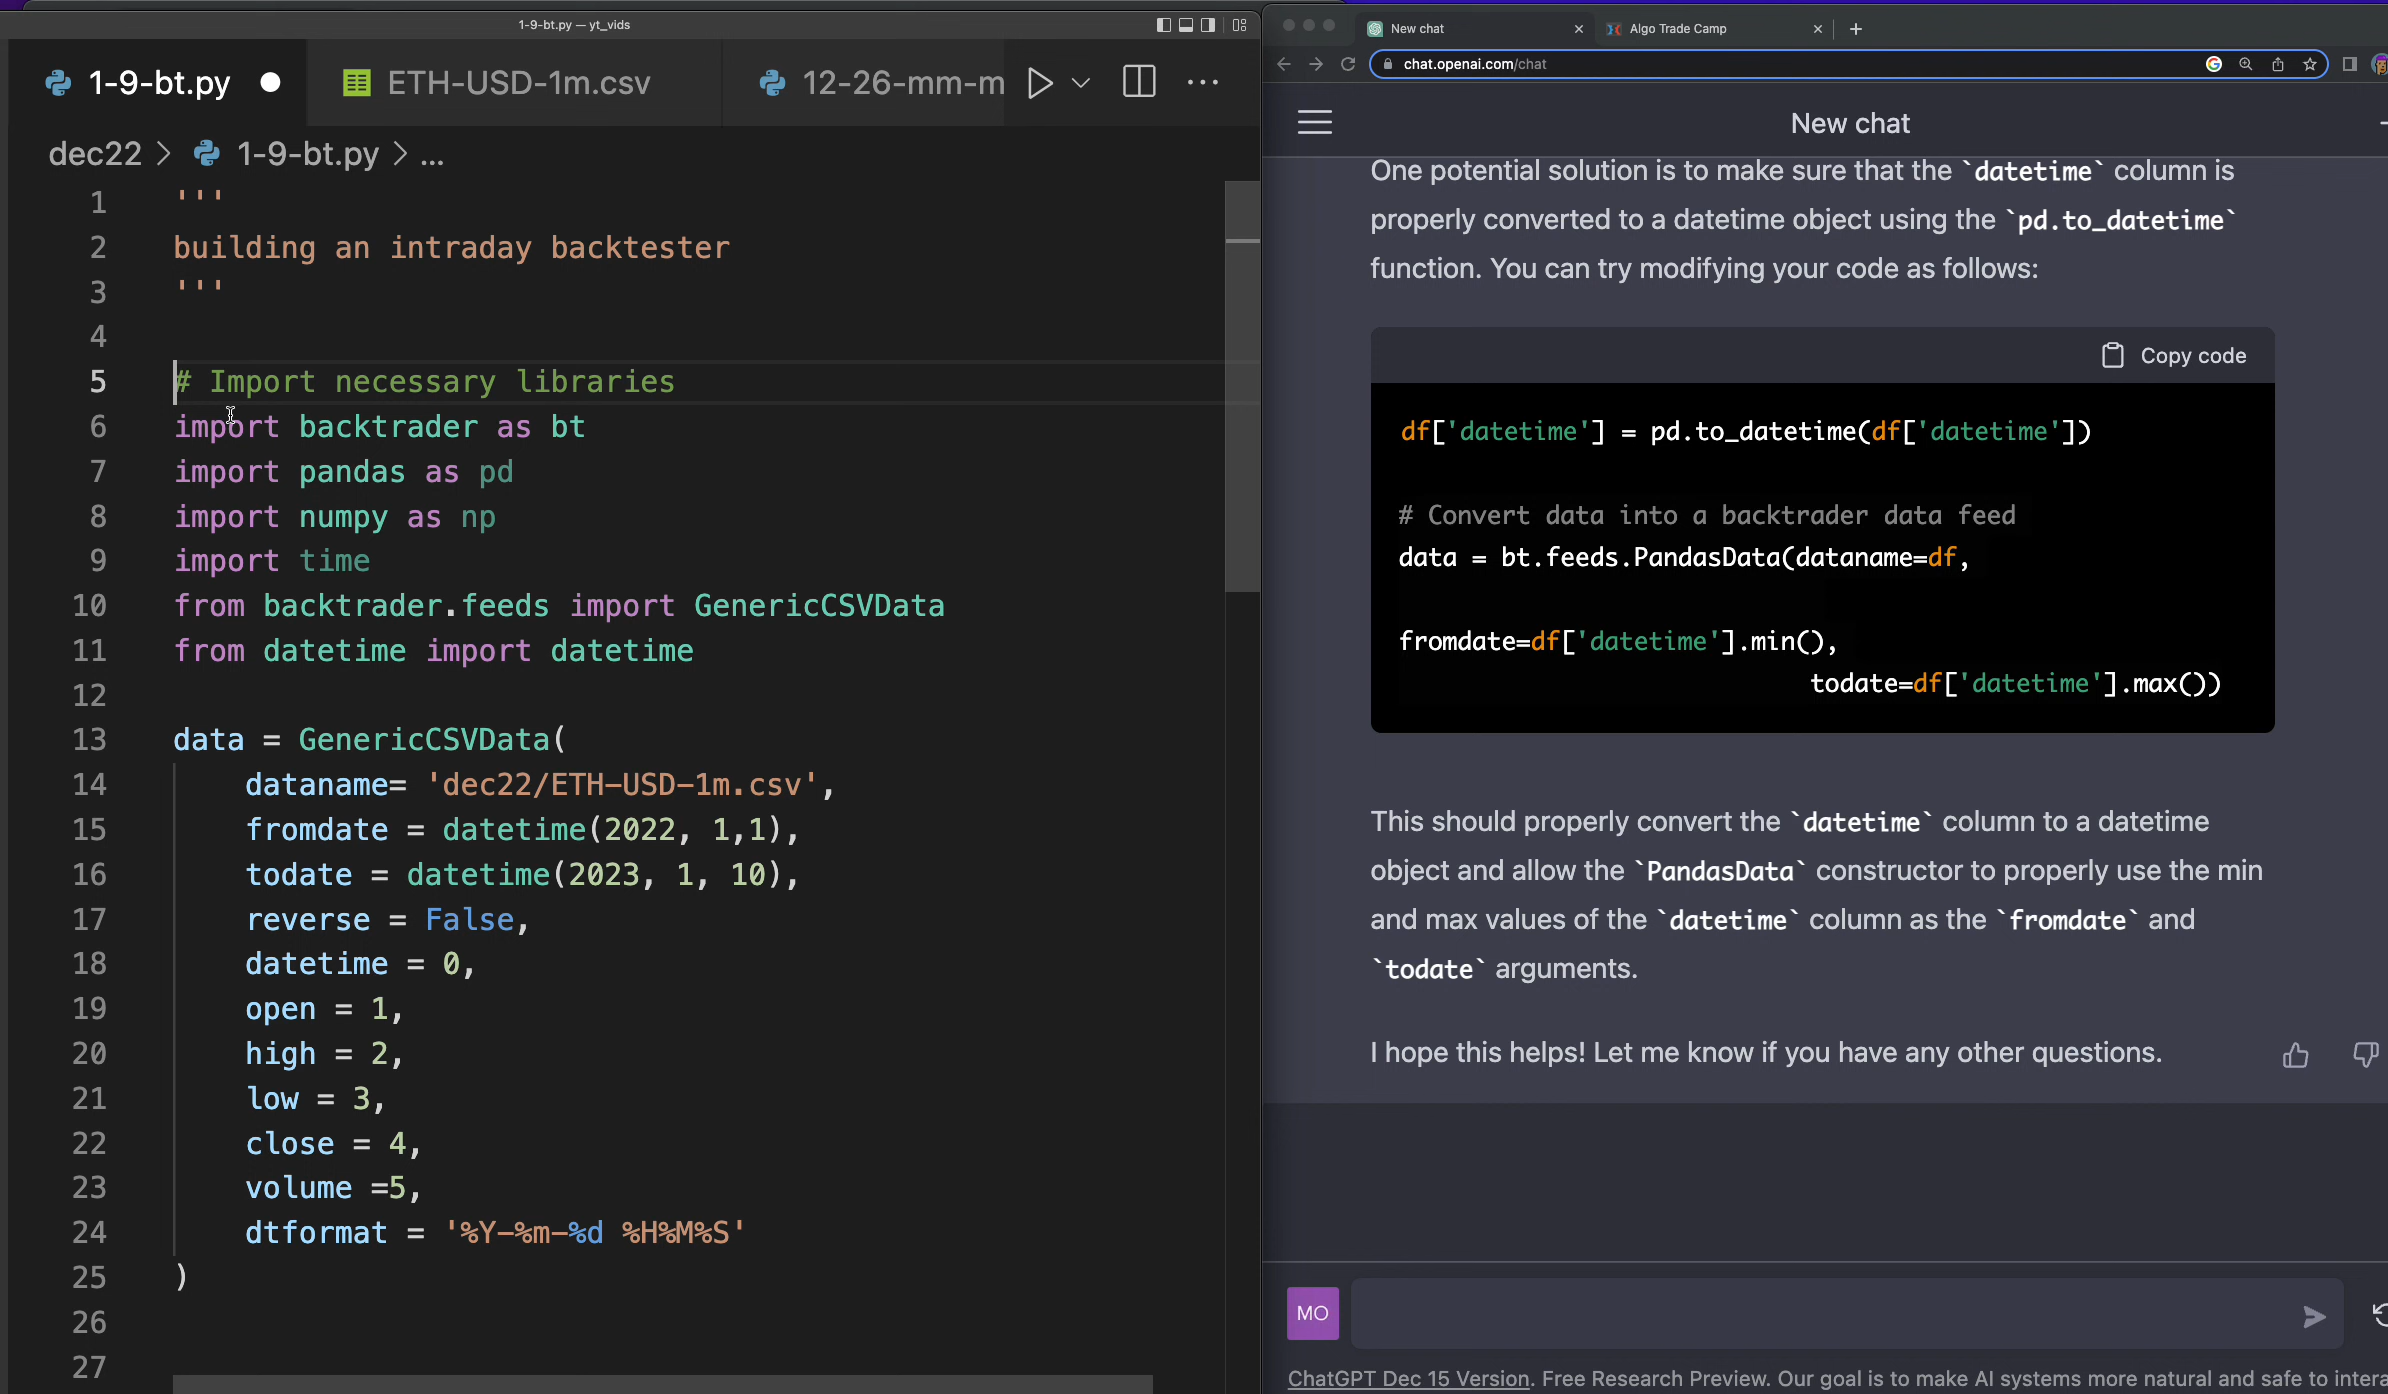 1-9-bt.py — yt_vids
1-9-bt.py
ETH-USD-1m.csv
12-26-mm-m
dec22 > 1-9-bt.py > ...
1 '''
2 building an intraday backtester
3 '''
4
5 # Import necessary libraries
6 import backtrader as bt
7 import pandas as pd
8 import numpy as np
9 import time
10 from backtrader.feeds import GenericCSVData
11 from datetime import datetime
12
13 data = GenericCSVData(
14 dataname= 'dec22/ETH-USD-1m.csv',
15 fromdate = datetime(2022, 1,1),
16 todate = datetime(2023, 1, 10),
17 reverse = False,
18 datetime = 0,
19 open = 1,
20 high = 2,
21 low = 3,
22 close = 4,
23 volume =5,
24 dtformat = '%Y-%m-%d %H%M%S'
25 )
26
27
New chat
Algo Trade Camp
chat.openai.com/chat
New chat
One potential solution is to make sure that the `datetime` column is
properly converted to a datetime object using the `pd.to_datetime`
function. You can try modifying your code as follows:
Copy code
df['datetime'] = pd.to_datetime(df['datetime'])
# Convert data into a backtrader data feed
data = bt.feeds.PandasData(dataname=df,
fromdate=df['datetime'].min(),
todate=df['datetime'].max())
This should properly convert the `datetime` column to a datetime
object and allow the `PandasData` constructor to properly use the min
and max values of the `datetime` column as the `fromdate` and
`todate` arguments.
I hope this helps! Let me know if you have any other questions.
MO
ChatGPT Dec 15 Version. Free Research Preview. Our goal is to make AI systems more natural and safe to intera